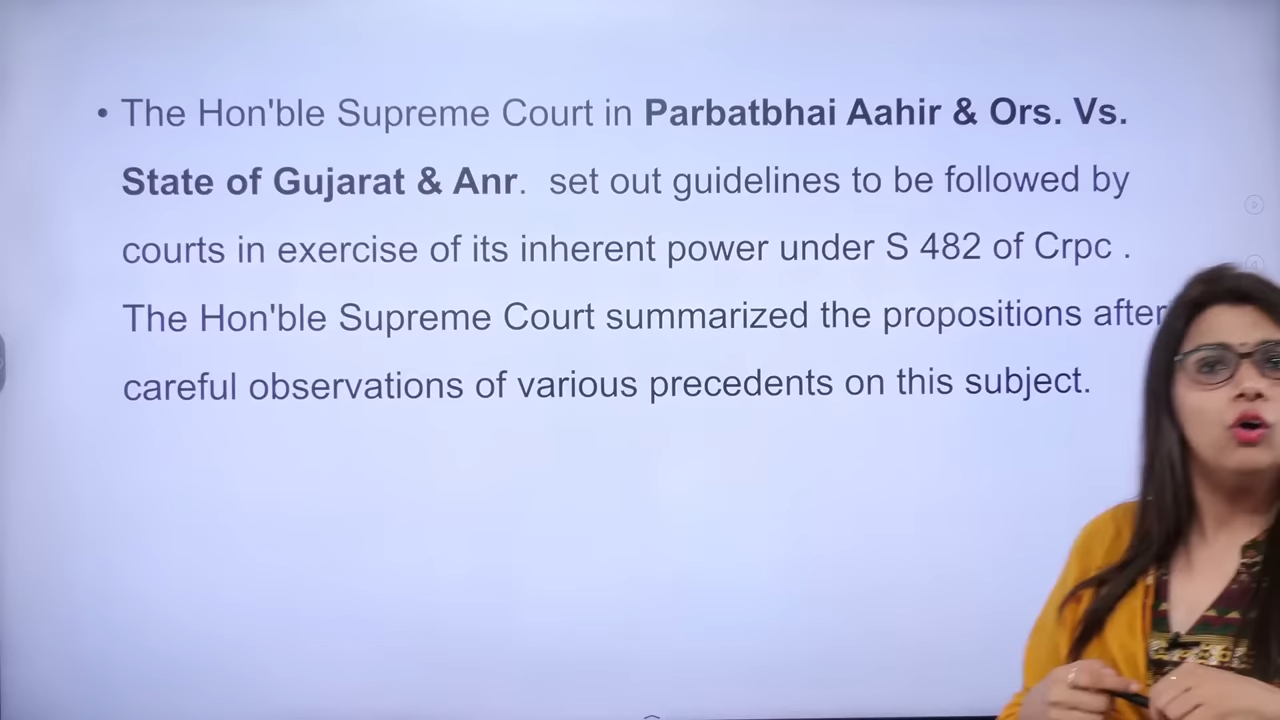 • The Hon'ble Supreme Court in Parbatbhai Aahir & Ors. Vs.
State of Gujarat & Anr. set out guidelines to be followed by
courts in exercise of its inherent power under S 482 of Crpc .
The Hon'ble Supreme Court summarized the propositions after
careful observations of various precedents on this subject.